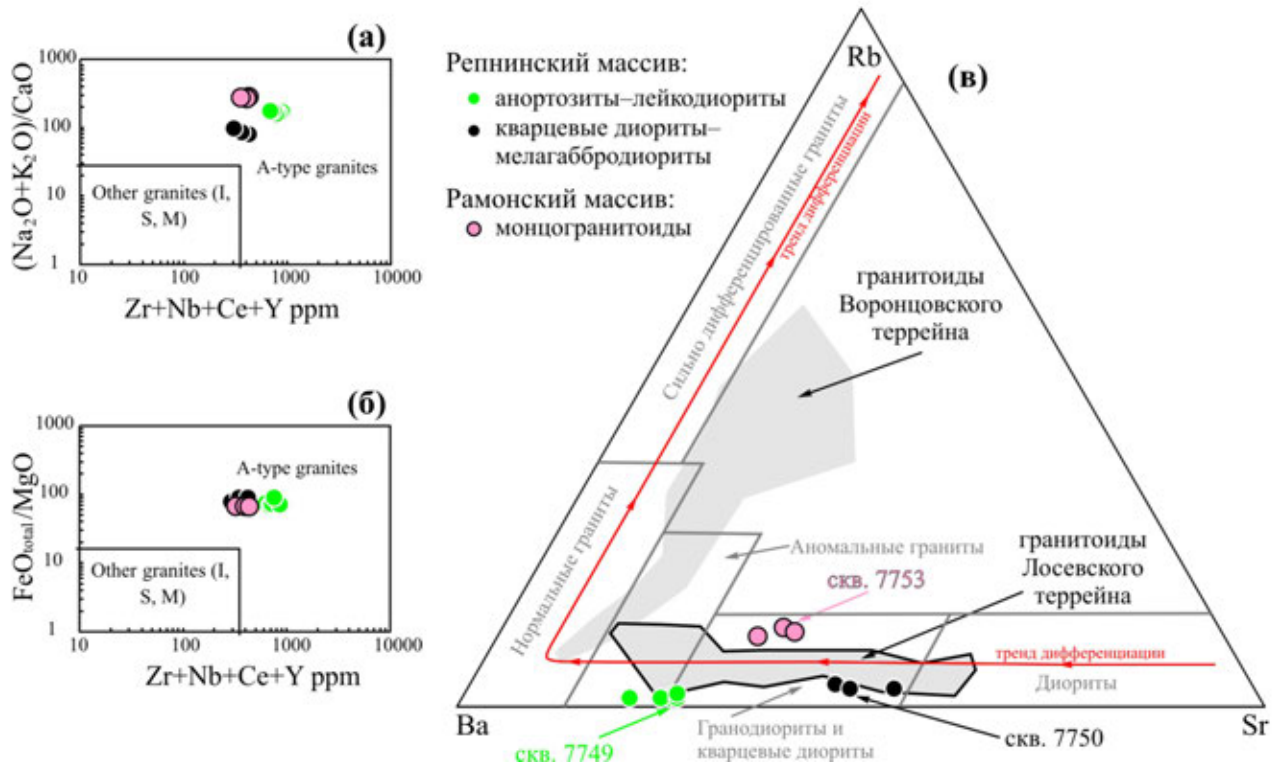 (а)
(Na₂O+K₂O)/CaO
1000
100
10
1
A-type granites
Other granites (I,
S, M)
10
100
1000
10000
Zr+Nb+Ce+Y ppm
(б)
FeOtotal/MgO
1000
100
10
1
A-type granites
Other granites (I,
S, M)
10
100
1000
10000
Zr+Nb+Ce+Y ppm
Репнинский массив:
анортозиты–лейкодиориты
кварцевые диориты–
мелагаббродиориты
Рамонский массив:
монцогранитоиды
(в)
Rb
Сильно дифференцированные граниты
тренд дифференциации
гранитоиды
Воронцовского
террейна
Нормальные граниты
Аномальные граниты
скв. 7753
гранитоиды
Лосевского
террейна
тренд дифференциации
Диориты
Ba
Sr
Гранодиориты и
кварцевые диориты
скв. 7749
скв. 7750